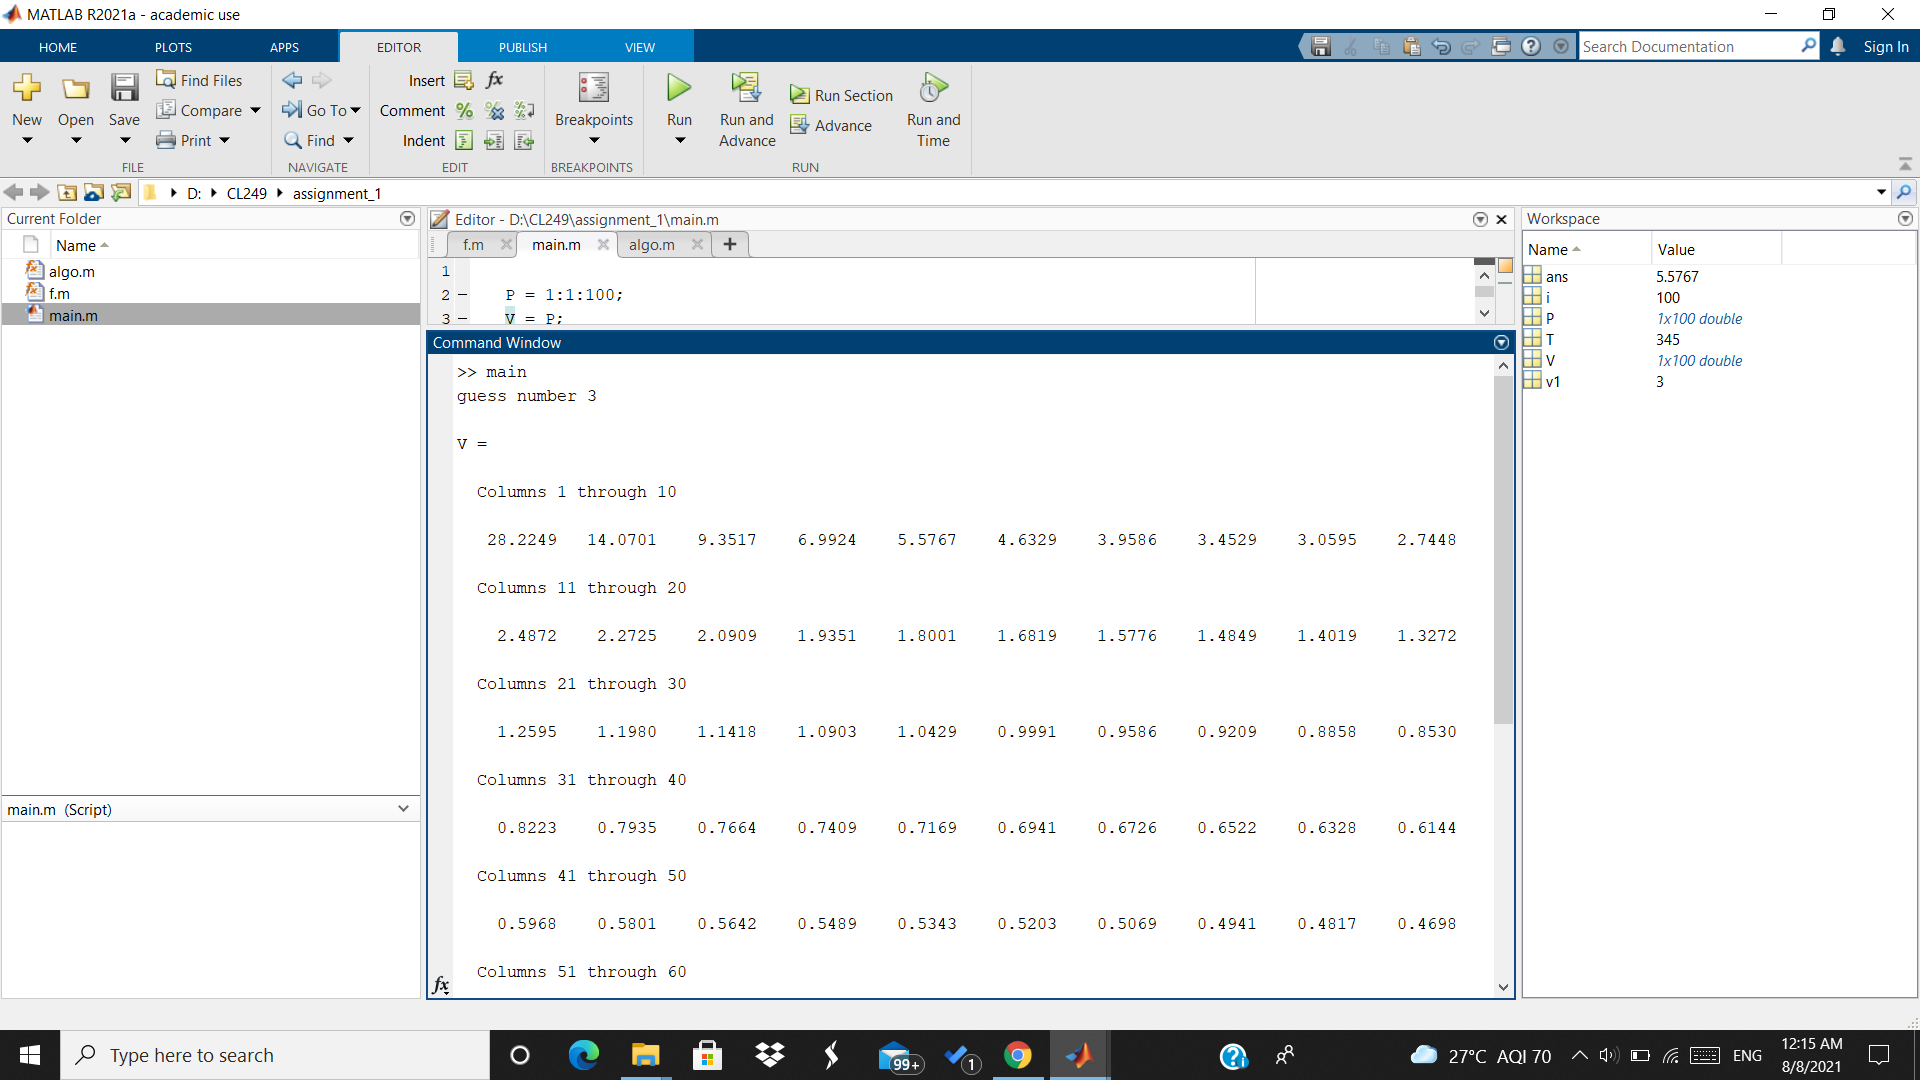 MATLAB R2021a - academic use
HOME PLOTS APPS EDITOR PUBLISH VIEW Search Documentation Sign In
New Open Save Find Files Compare Print FILE
Go To Find NAVIGATE
Insert fx Comment Indent EDIT
Breakpoints BREAKPOINTS
Run Run and Advance Run Section Advance Run and Time RUN
D: CL249 assignment_1
Current Folder
Name
algo.m
f.m
main.m
main.m (Script)
Editor - D:\CL249\assignment_1\main.m
f.m main.m algo.m
1
2 – P = 1:1:100;
3 – V = P;
Command Window
>> main
guess number 3
V =
Columns 1 through 10
28.2249 14.0701 9.3517 6.9924 5.5767 4.6329 3.9586 3.4529 3.0595 2.7448
Columns 11 through 20
2.4872 2.2725 2.0909 1.9351 1.8001 1.6819 1.5776 1.4849 1.4019 1.3272
Columns 21 through 30
1.2595 1.1980 1.1418 1.0903 1.0429 0.9991 0.9586 0.9209 0.8858 0.8530
Columns 31 through 40
0.8223 0.7935 0.7664 0.7409 0.7169 0.6941 0.6726 0.6522 0.6328 0.6144
Columns 41 through 50
0.5968 0.5801 0.5642 0.5489 0.5343 0.5203 0.5069 0.4941 0.4817 0.4698
Columns 51 through 60
fx
Workspace
Name Value
ans 5.5767
i 100
P 1x100 double
T 345
V 1x100 double
v1 3
Type here to search
99+
1
27°C AQI 70
ENG
12:15 AM
8/8/2021